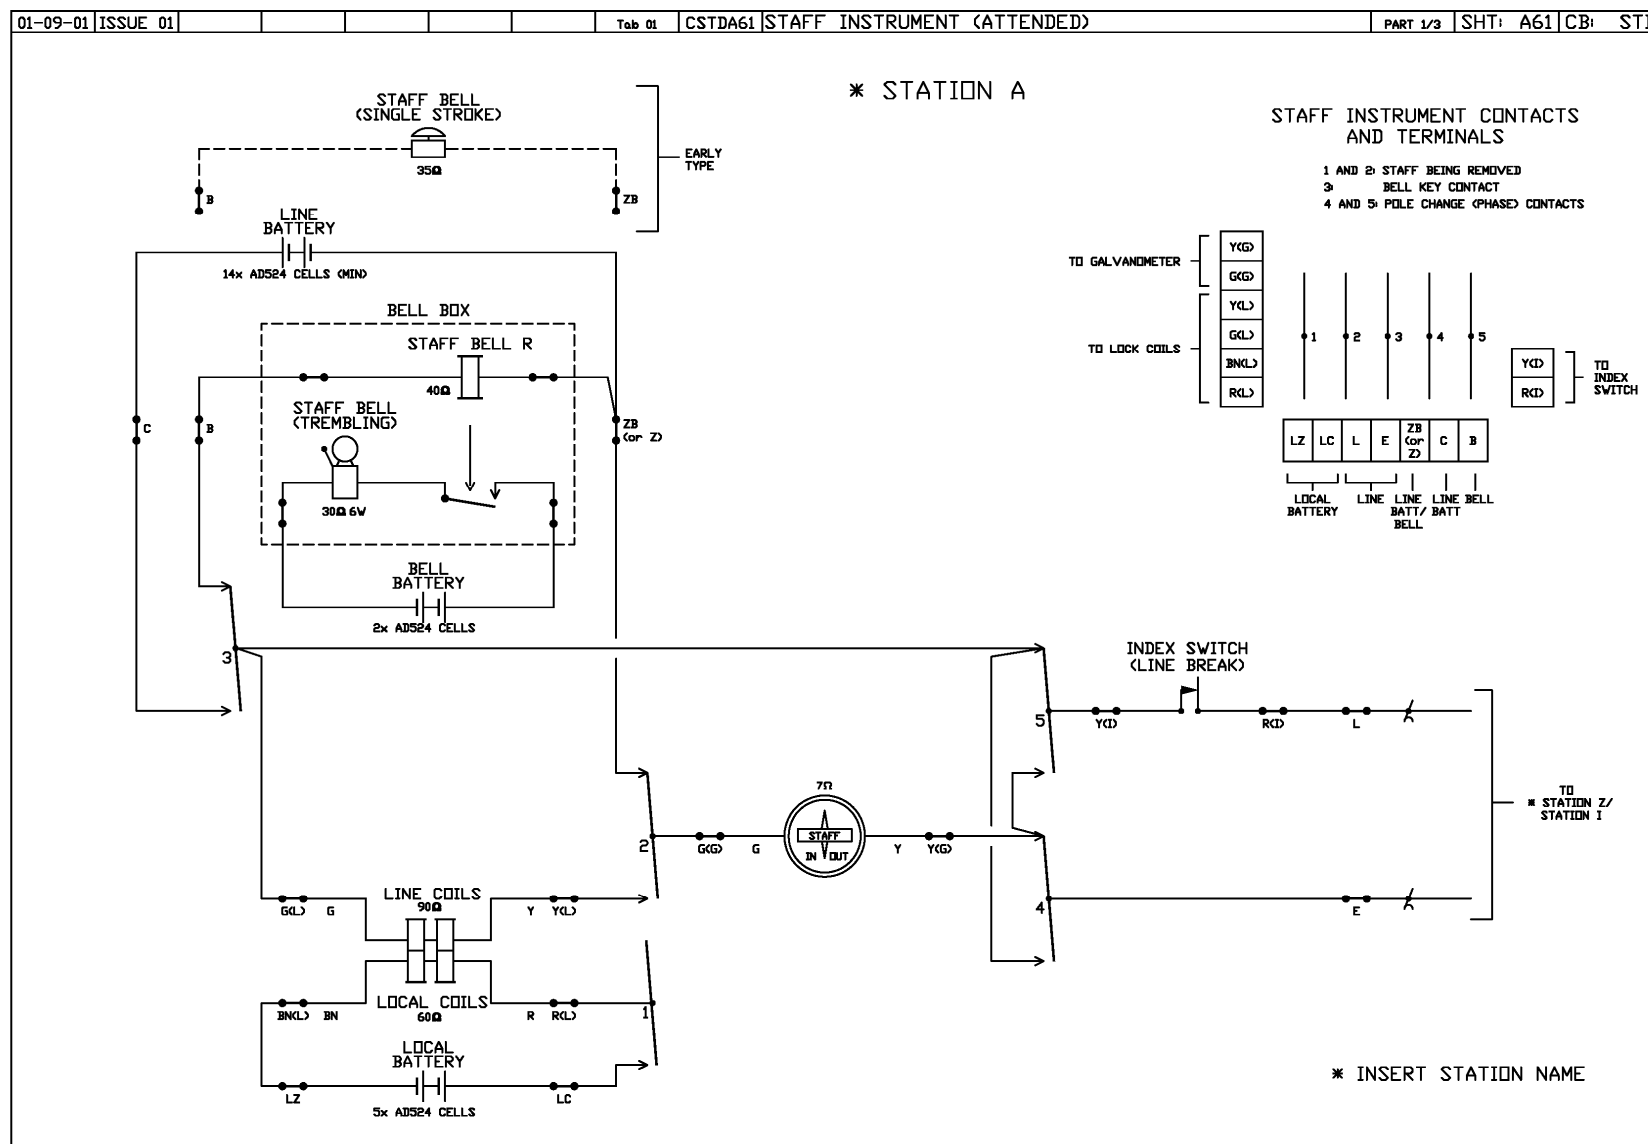 01-09-01 ISSUE 01 Tab 01 CSTDA61 STAFF INSTRUMENT (ATTENDED) PART 1/3 SHT: A61 CB:
* STATION A
STAFF BELL
(SINGLE STROKE)
35Ω
B
ZB
EARLY
TYPE
LINE
BATTERY
14x AD524 CELLS (MIN)
BELL BOX
STAFF BELL R
40Ω
STAFF BELL
(TREMBLING)
30Ω 6W
C
B
ZB
(or Z)
BELL
BATTERY
2x AD524 CELLS
STAFF INSTRUMENT CONTACTS
AND TERMINALS
1 AND 2: STAFF BEING REMOVED
3: BELL KEY CONTACT
4 AND 5: POLE CHANGE (PHASE) CONTACTS
TO GALVANOMETER
Y(G)
G(G)
TO LOCK COILS
Y(L)
G(L)
BN(L)
R(L)
1 2 3 4 5
Y(I)
R(I)
TO
INDEX
SWITCH
LZ LC L E ZB (or Z) C B
LOCAL
BATTERY
LINE
LINE
BATT/
BELL
LINE
BATT
BELL
3
INDEX SWITCH
(LINE BREAK)
5
Y(I)
R(I)
L
7Ω
STAFF
IN OUT
2
G(G)
G
Y
Y(G)
TO
* STATION Z/
STATION I
4
E
LINE COILS
90Ω
G(L)
G
Y
Y(L)
LOCAL COILS
60Ω
BN(L)
BN
R
R(L)
1
LOCAL
BATTERY
LZ
LC
5x AD524 CELLS
* INSERT STATION NAME